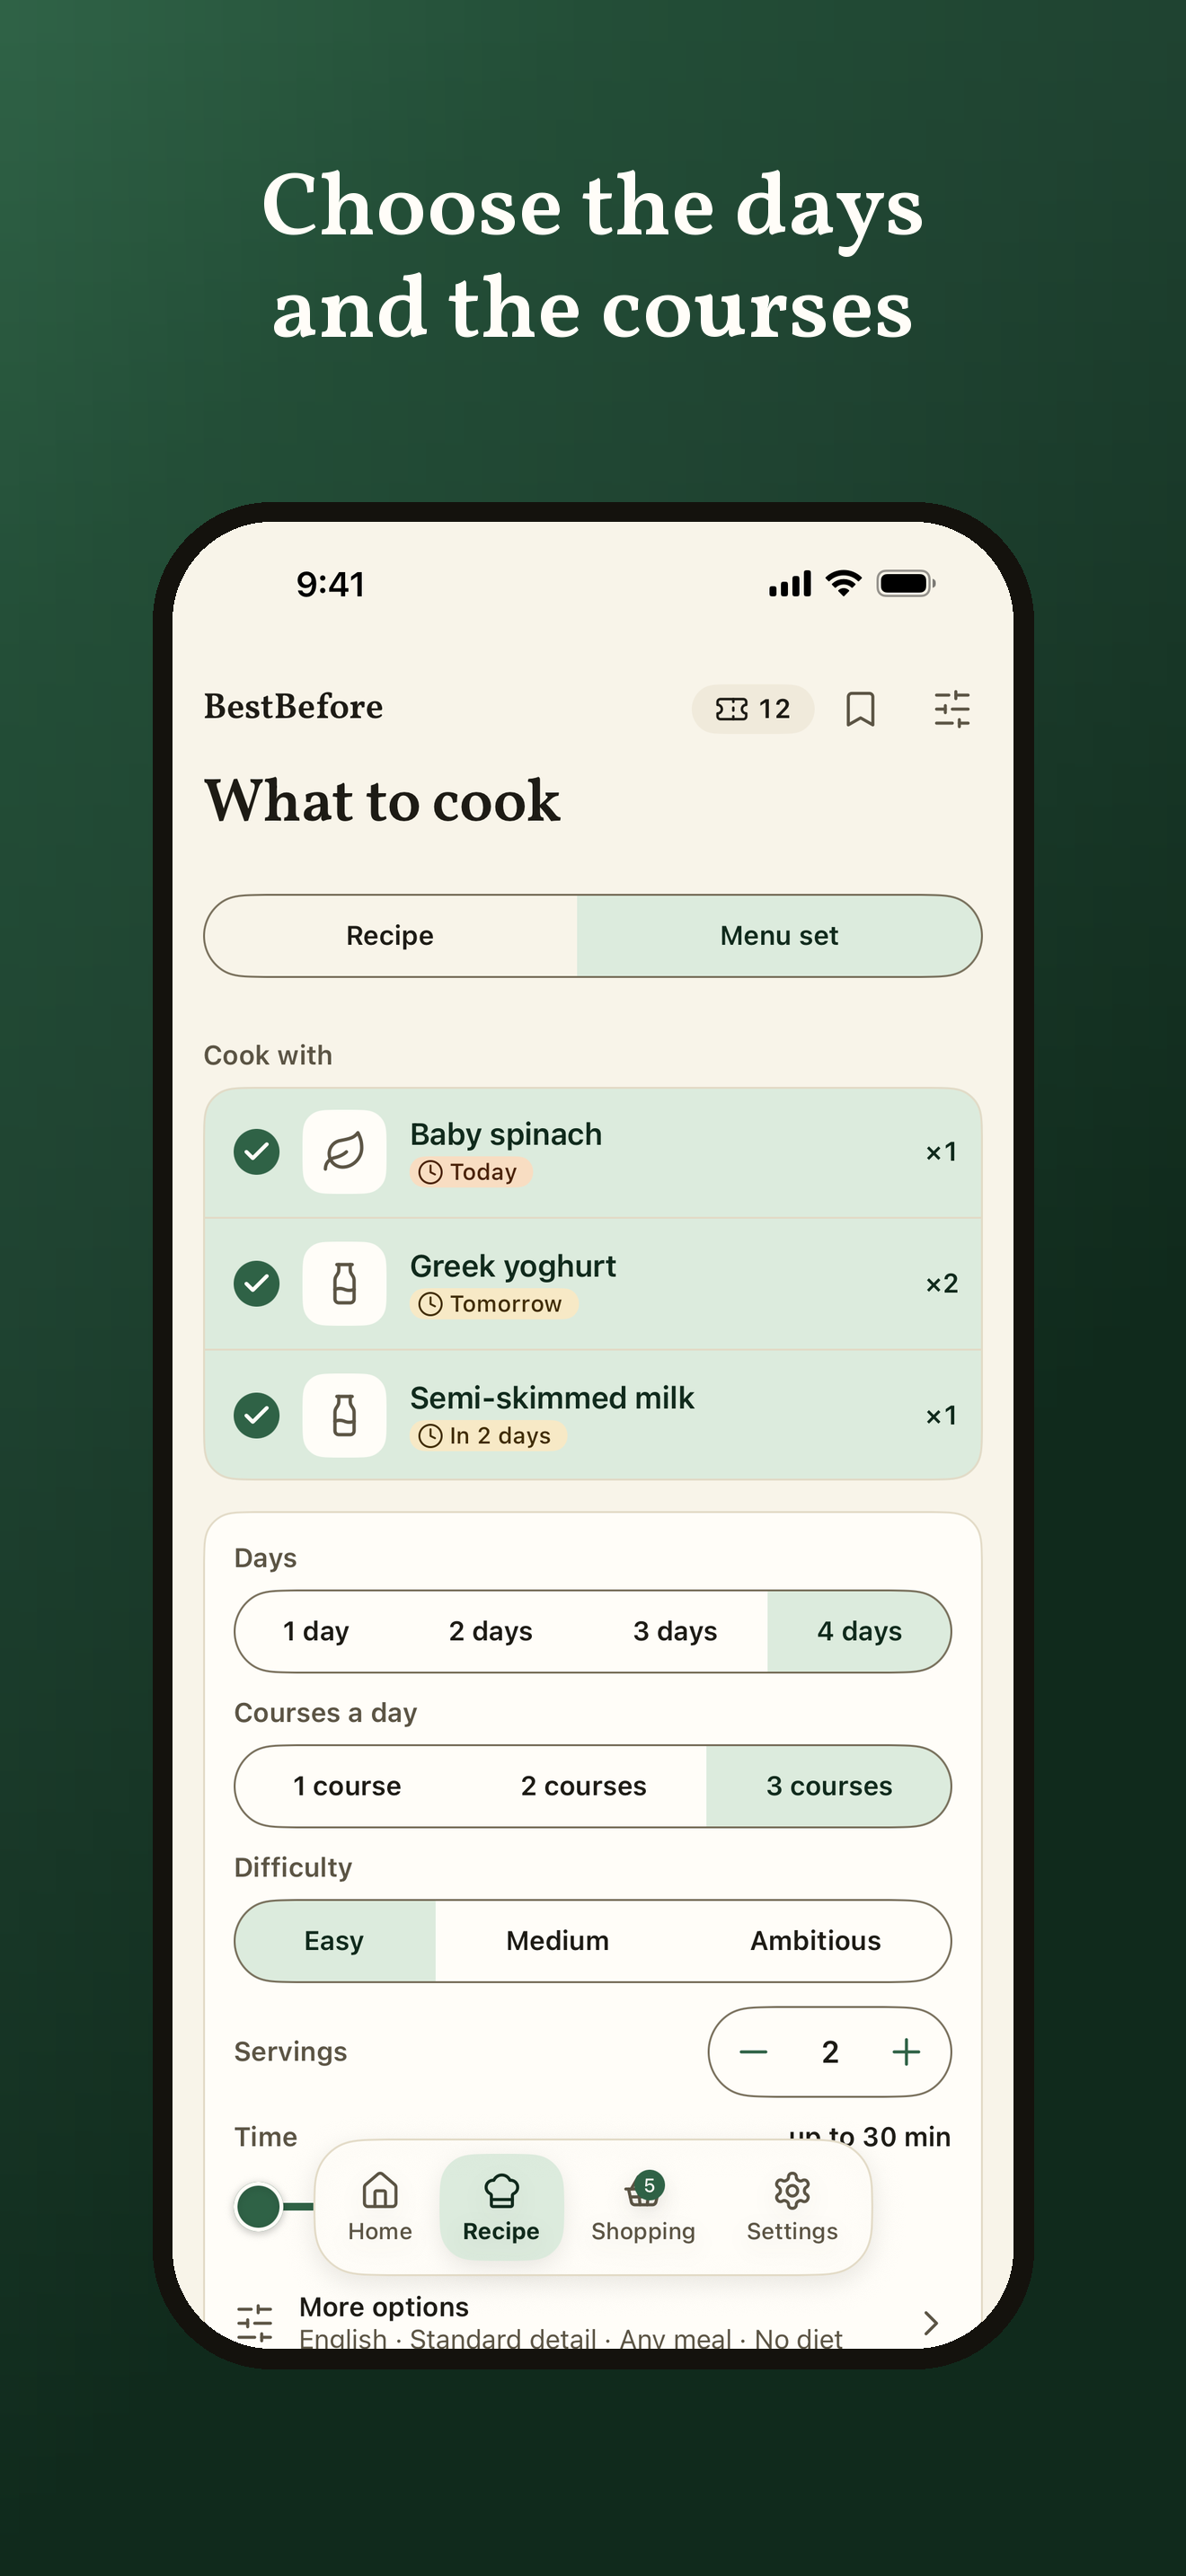 Choose the days
and the courses
9:41
BestBefore
12
What to cook
Recipe
Menu set
Cook with
Baby spinach
Today
×1
Greek yoghurt
Tomorrow
×2
Semi-skimmed milk
In 2 days
×1
Days
1 day
2 days
3 days
4 days
Courses a day
1 course
2 courses
3 courses
Difficulty
Easy
Medium
Ambitious
Servings
2
Time
up to 30 min
Home
Recipe
5
Shopping
Settings
More options
English · Standard detail · Any meal · No diet